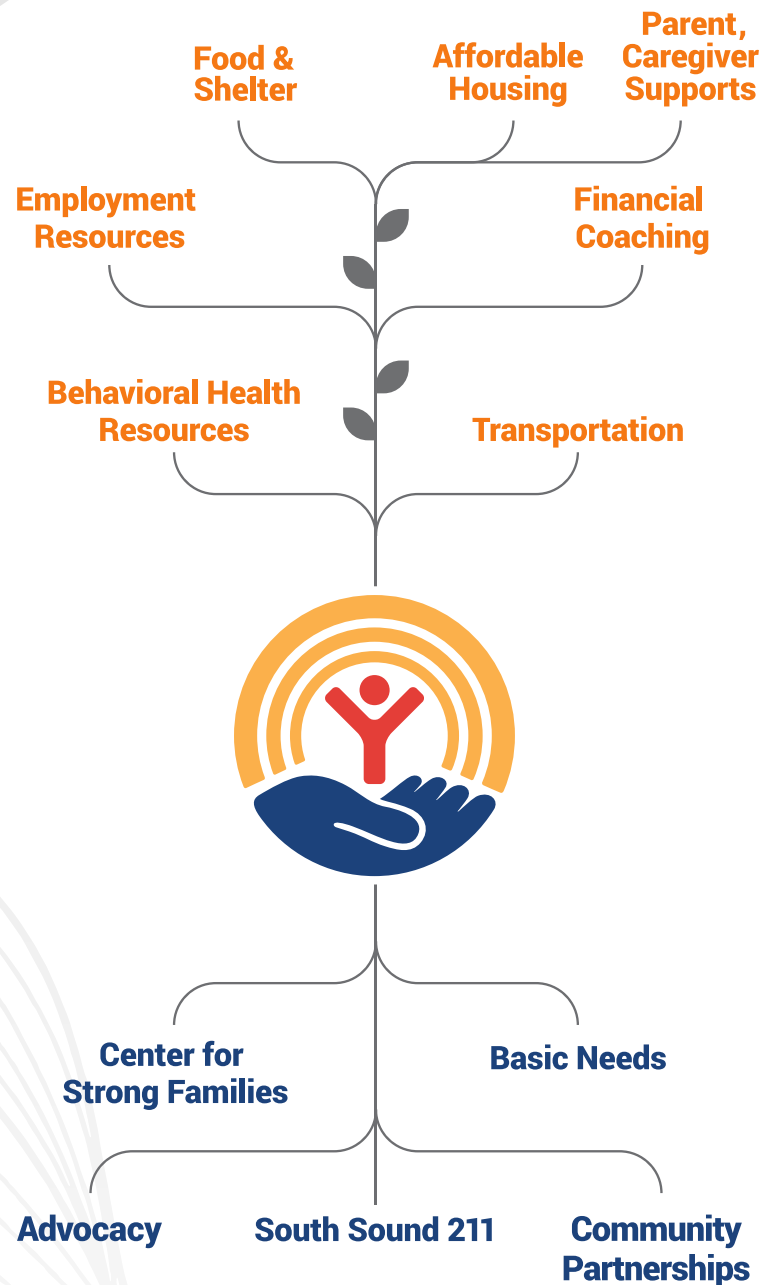 Food &
Shelter
Affordable
Housing
Parent,
Caregiver
Supports
Employment
Resources
Financial
Coaching
Behavioral Health
Resources
Transportation
Center for
Strong Families
Basic Needs
Advocacy
South Sound 211
Community
Partnerships